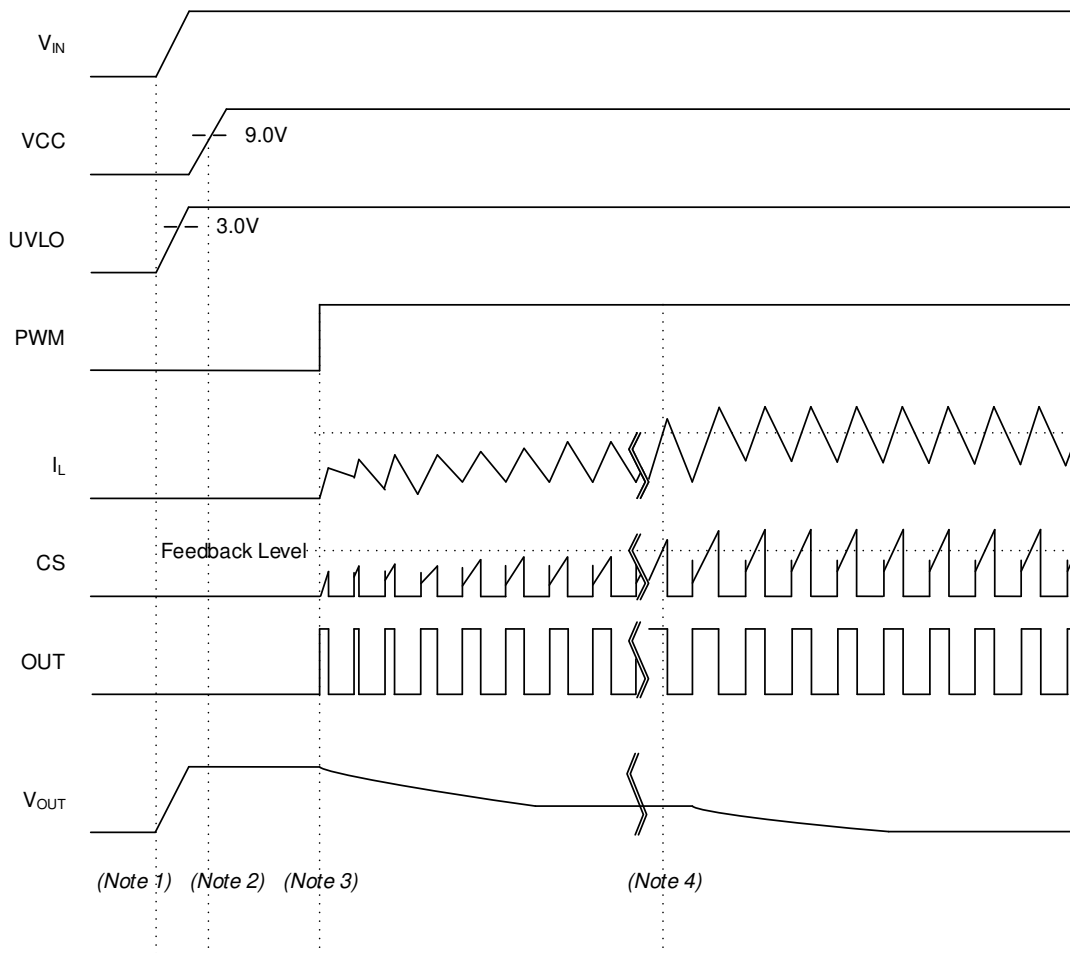 VIN
VCC
9.0V
UVLO
3.0V
PWM
IL
Feedback Level
CS
OUT
VOUT
(Note 1) (Note 2) (Note 3) (Note 4)